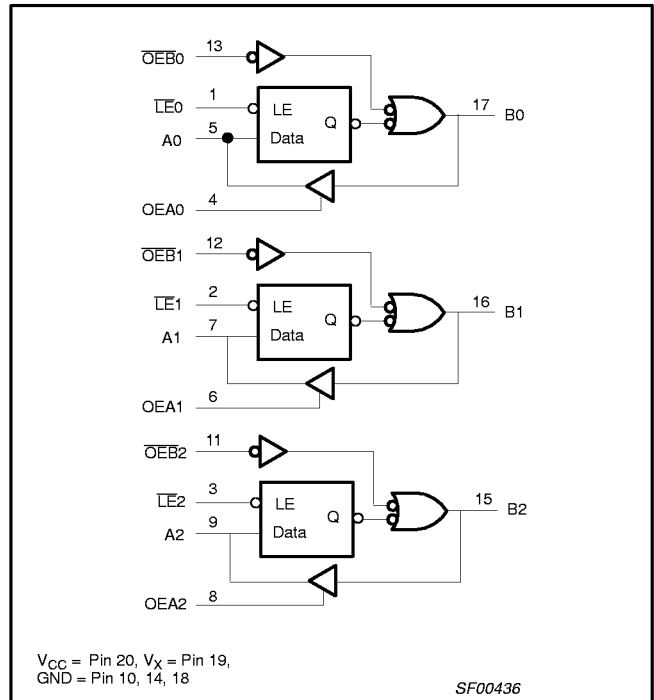 OEB0 13
LE0 1
LE
Q
17 B0
A0 5
Data
OEA0 4
OEB1 12
LE1 2
LE
Q
16 B1
A1 7
Data
OEA1 6
OEB2 11
LE2 3
LE
Q
15 B2
A2 9
Data
OEA2 8
VCC = Pin 20, VX = Pin 19,
GND = Pin 10, 14, 18
SF00436